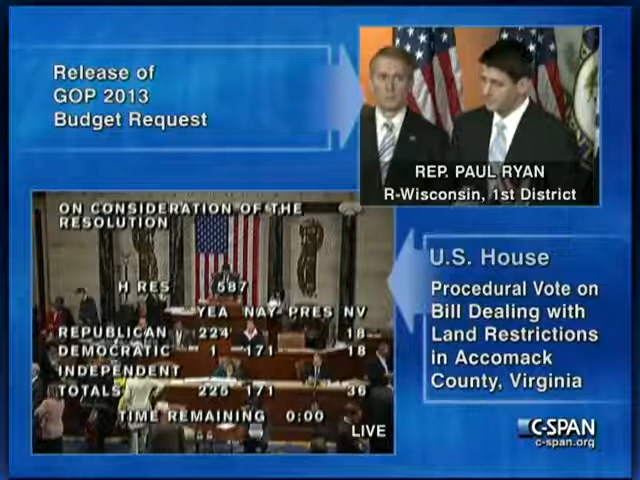 Release of
GOP 2013
Budget Request
REP. PAUL RYAN
R-Wisconsin, 1st District
ON CONSIDERATION OF THE
RESOLUTION
H RES 587
YEA NAY PRES NV
REPUBLICAN 224 18
DEMOCRATIC 1 171 18
INDEPENDENT
TOTALS 225 171 36
TIME REMAINING 0:00
LIVE
U.S. House
Procedural Vote on
Bill Dealing with
Land Restrictions
in Accomack
County, Virginia
C-SPAN
c-span.org